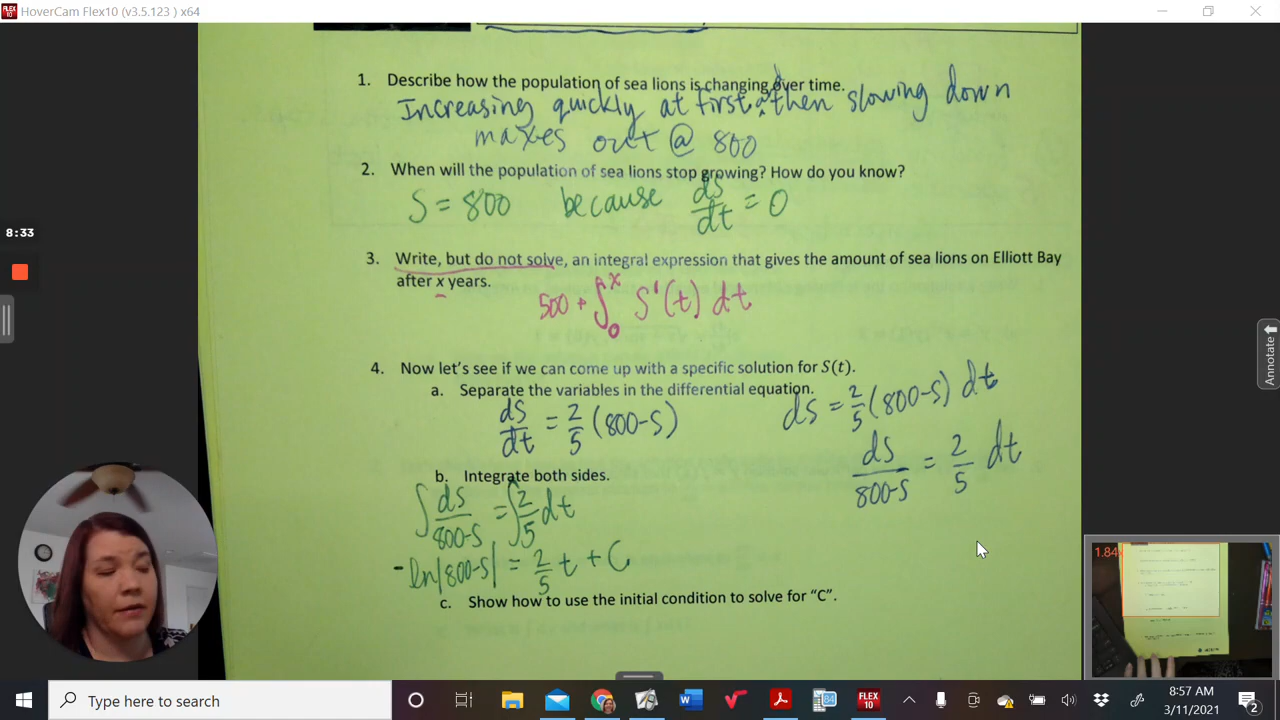 HoverCam Flex10 (v3.5.123 ) x64
1. Describe how the population of sea lions is changing over time.
Increasing quickly at first, then slowing down
maxes out @ 800
2. When will the population of sea lions stop growing? How do you know?
S = 800 because ds/dt = 0
3. Write, but do not solve, an integral expression that gives the amount of sea lions on Elliott Bay
after x years.
500 + ∫₀ˣ S'(t) dt
4. Now let's see if we can come up with a specific solution for S(t).
a. Separate the variables in the differential equation.
ds/dt = 2/5 (800-S)
ds = 2/5 (800-S) dt
ds/800-S = 2/5 dt
b. Integrate both sides.
∫ ds/800-S = ∫ 2/5 dt
-ln|800-S| = 2/5 t + C
c. Show how to use the initial condition to solve for "C".
8:33
Annotate
1.84
Type here to search
FLEX 10
8:57 AM
3/11/2021
2